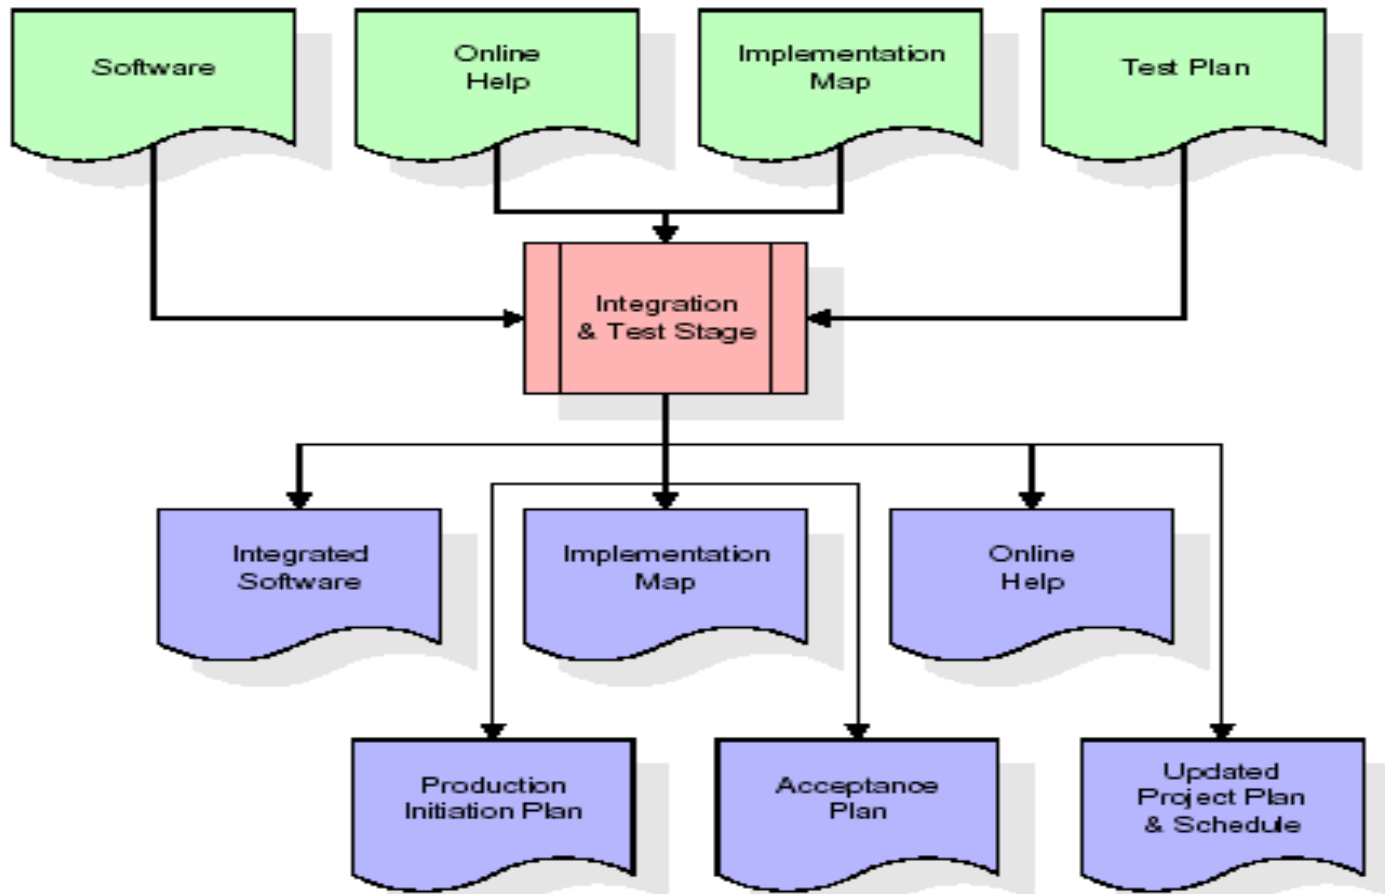 Software
Online
Help
Implementation
Map
Test Plan
Integration
& Test Stage
Integrated
Software
Implementation
Map
Online
Help
Production
Initiation Plan
Acceptance
Plan
Updated
Project Plan
& Schedule